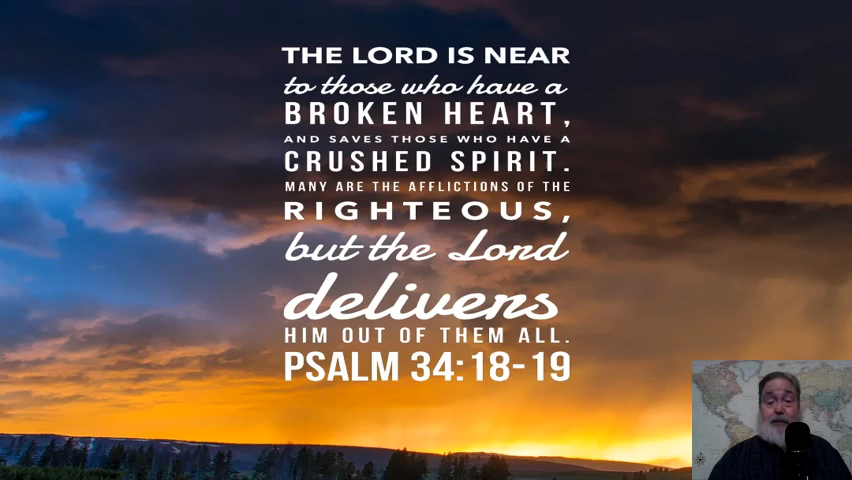 THE LORD IS NEAR
to those who have a
BROKEN HEART,
AND SAVES THOSE WHO HAVE A
CRUSHED SPIRIT.
MANY ARE THE AFFLICTIONS OF THE
RIGHTEOUS,
but the Lord
delivers
HIM OUT OF THEM ALL.
PSALM 34:18-19